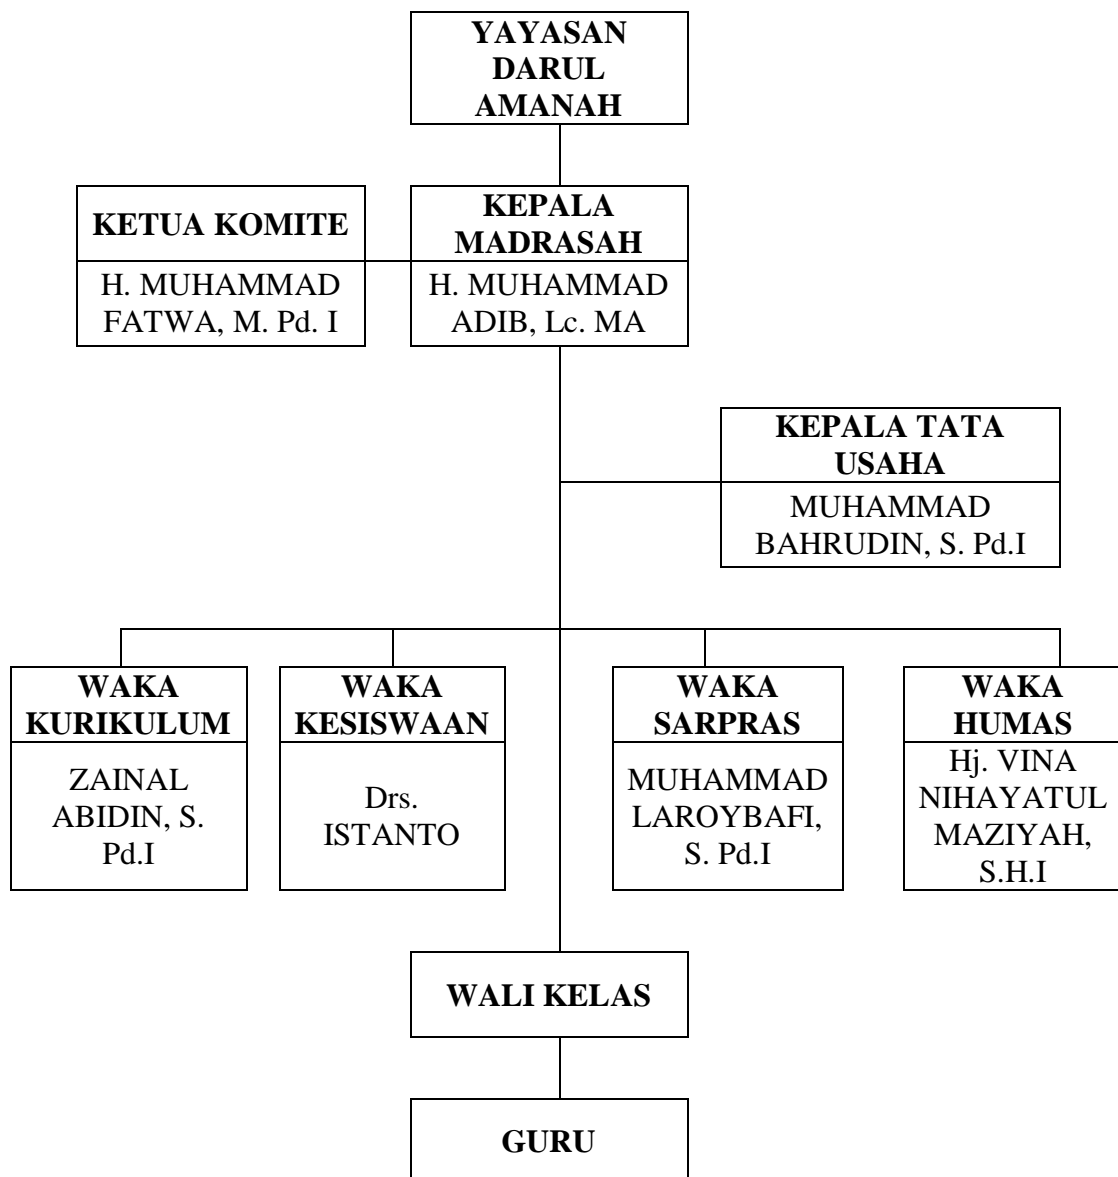 YAYASAN
DARUL
AMANAH
KETUA KOMITE
H. MUHAMMAD
FATWA, M. Pd. I
KEPALA
MADRASAH
H. MUHAMMAD
ADIB, Lc. MA
KEPALA TATA
USAHA
MUHAMMAD
BAHRUDIN, S. Pd.I
WAKA
KURIKULUM
ZAINAL
ABIDIN, S.
Pd.I
WAKA
KESISWAAN
Drs.
ISTANTO
WAKA
SARPRAS
MUHAMMAD
LAROYBAFI,
S. Pd.I
WAKA
HUMAS
Hj. VINA
NIHAYATUL
MAZIYAH,
S.H.I
WALI KELAS
GURU